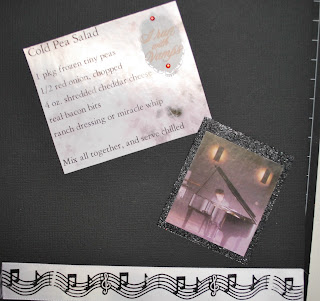 Cold Pea Salad
1 pkg frozen tiny peas
1/2 red onion, chopped
4 oz. shredded cheddar cheese
real bacon bits
ranch dressing or miracle whip
Mix all together, and serve chilled